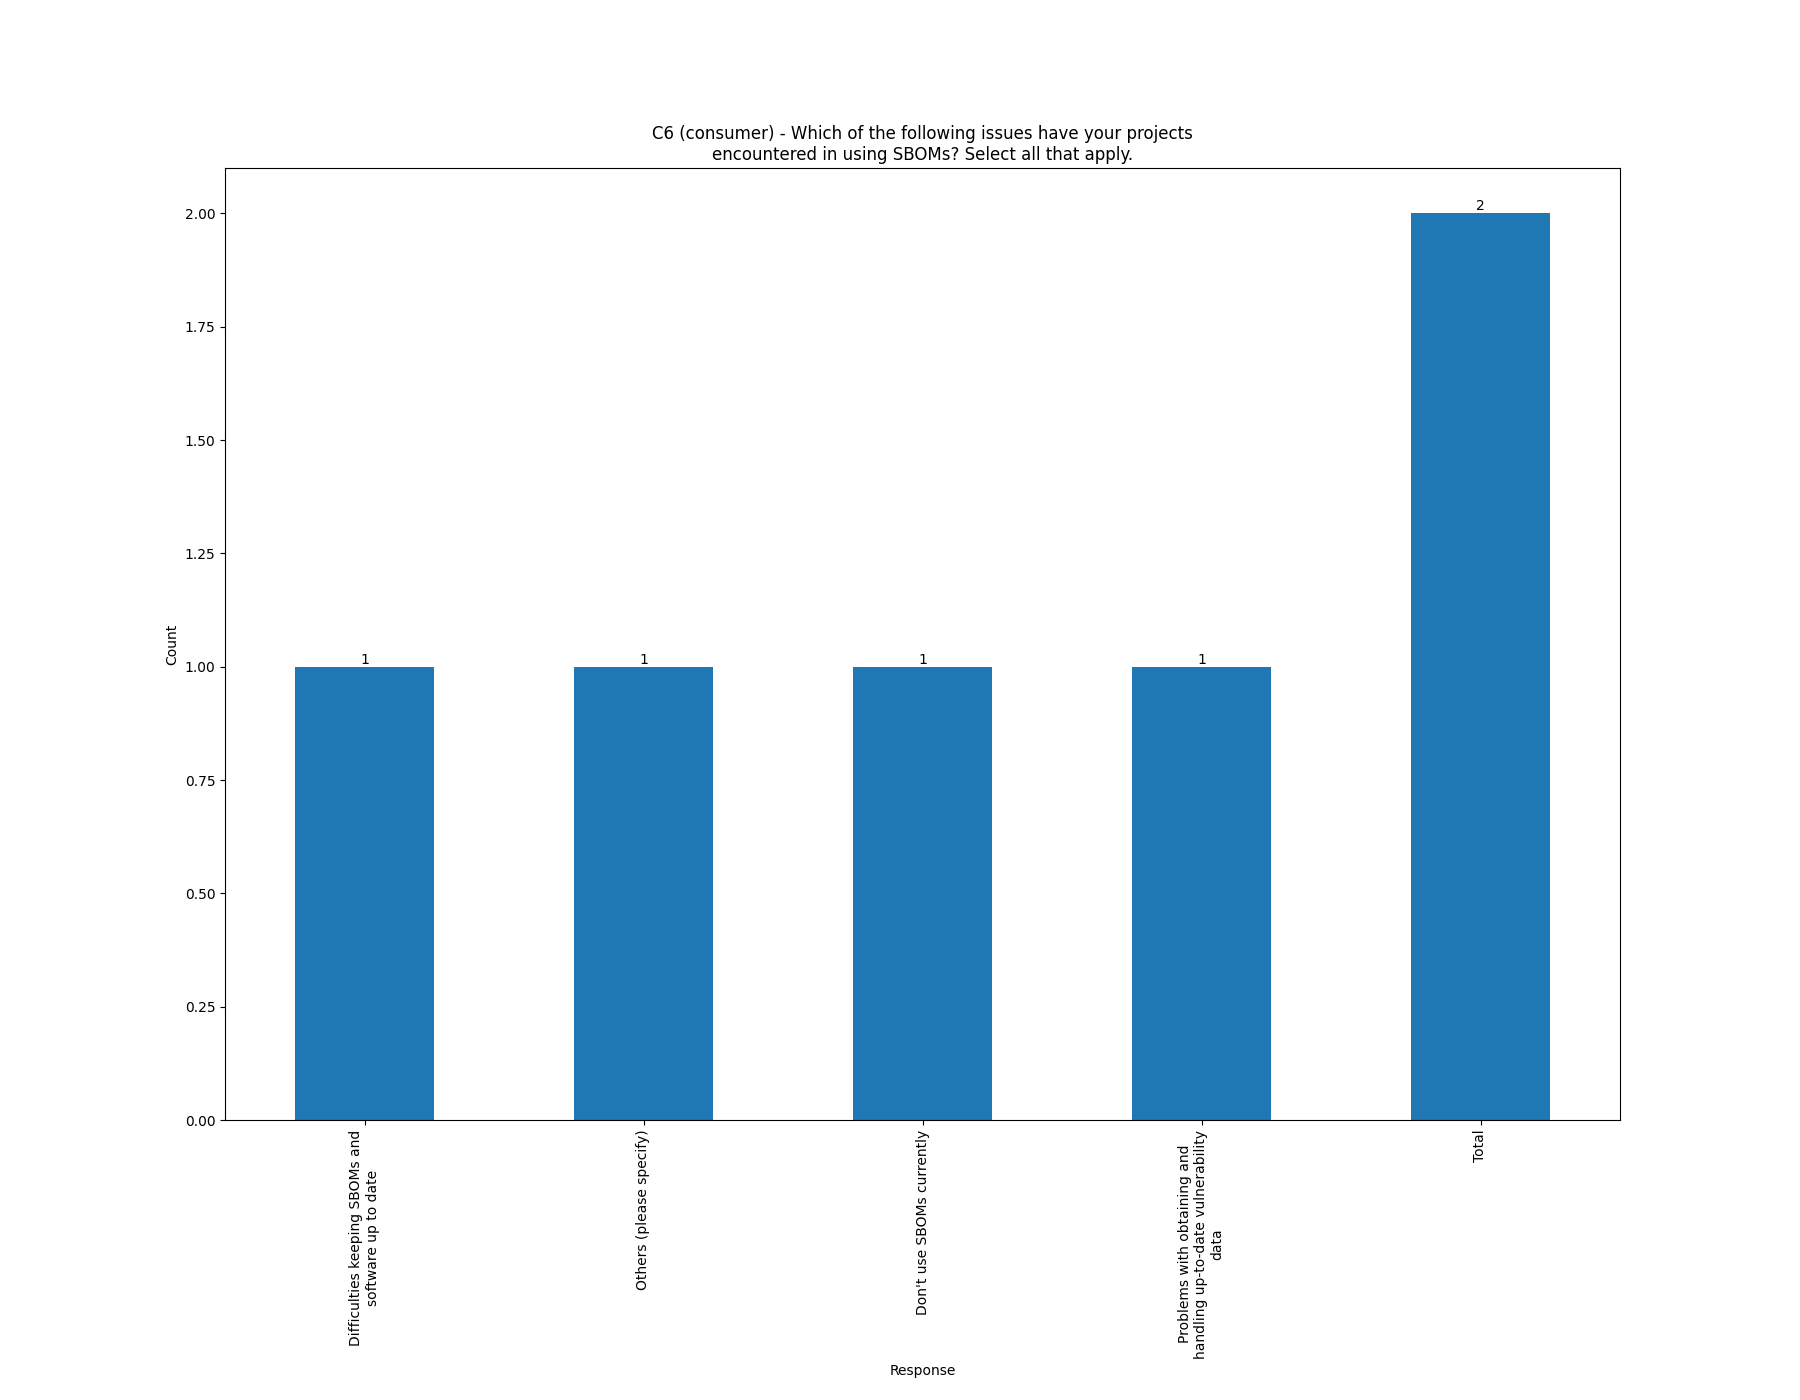 C6 (consumer) - Which of the following issues have your projects
encountered in using SBOMs? Select all that apply.
2.00
1.75
1.50
1.25
1.00
0.75
0.50
0.25
0.00
Count
1
1
1
1
2
Difficulties keeping SBOMs and
software up to date
Others (please specify)
Don't use SBOMs currently
Problems with obtaining and
handling up-to-date vulnerability
data
Total
Response